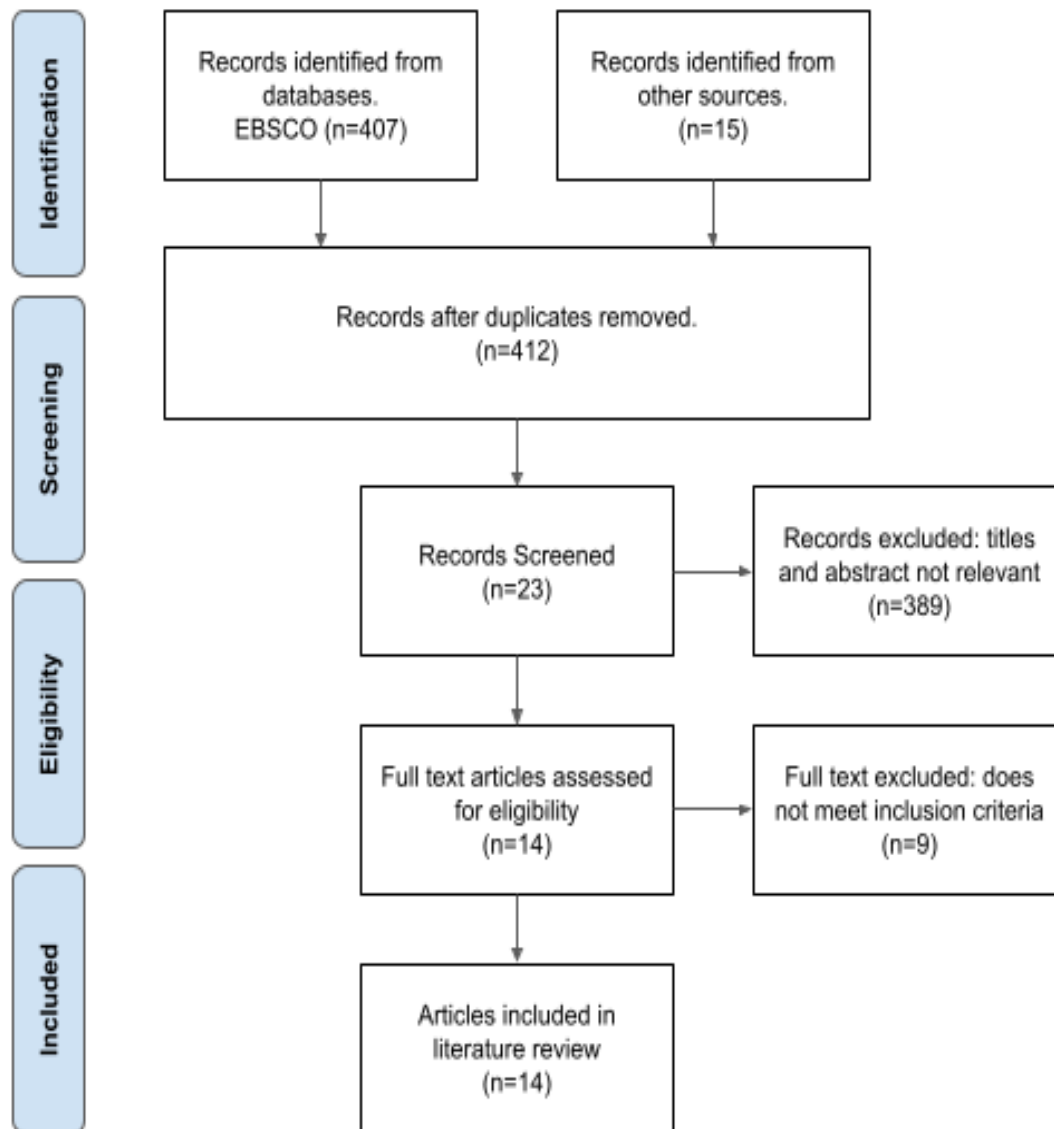 Identification
Records identified from
databases.
EBSCO (n=407)
Records identified from
other sources.
(n=15)
Screening
Records after duplicates removed.
(n=412)
Records Screened
(n=23)
Records excluded: titles
and abstract not relevant
(n=389)
Eligibility
Full text articles assessed
for eligibility
(n=14)
Full text excluded: does
not meet inclusion criteria
(n=9)
Included
Articles included in
literature review
(n=14)